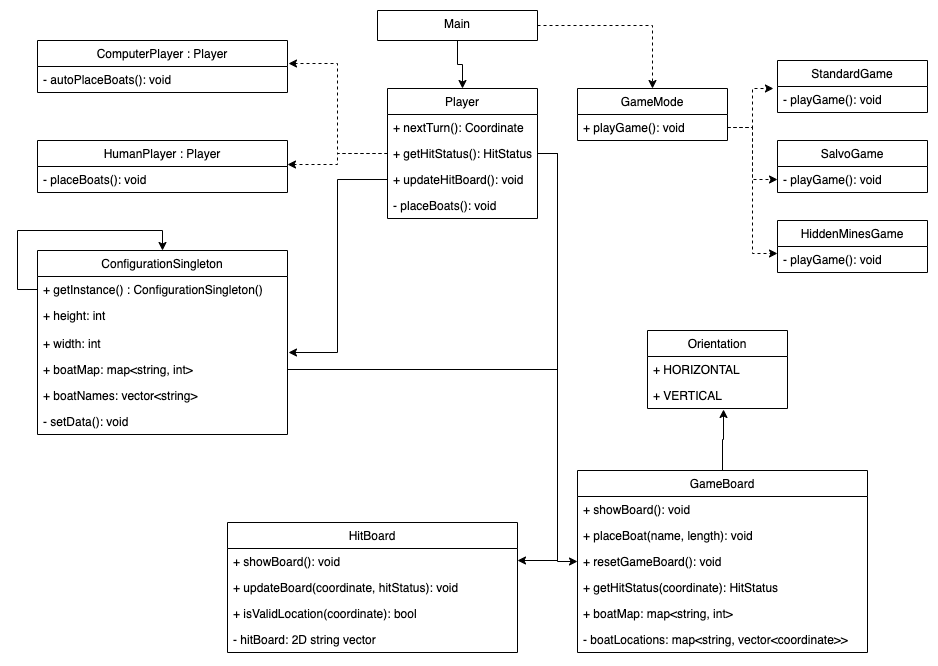 Main
ComputerPlayer : Player
- autoPlaceBoats(): void
HumanPlayer : Player
- placeBoats(): void
Player
+ nextTurn(): Coordinate
+ getHitStatus(): HitStatus
+ updateHitBoard(): void
- placeBoats(): void
GameMode
+ playGame(): void
StandardGame
- playGame(): void
SalvoGame
- playGame(): void
HiddenMinesGame
- playGame(): void
ConfigurationSingleton
+ getInstance() : ConfigurationSingleton()
+ height: int
+ width: int
+ boatMap: map<string, int>
+ boatNames: vector<string>
- setData(): void
Orientation
+ HORIZONTAL
+ VERTICAL
HitBoard
+ showBoard(): void
+ updateBoard(coordinate, hitStatus): void
+ isValidLocation(coordinate): bool
- hitBoard: 2D string vector
GameBoard
+ showBoard(): void
+ placeBoat(name, length): void
+ resetGameBoard(): void
+ getHitStatus(coordinate): HitStatus
+ boatMap: map<string, int>
- boatLocations: map<string, vector<coordinate>>